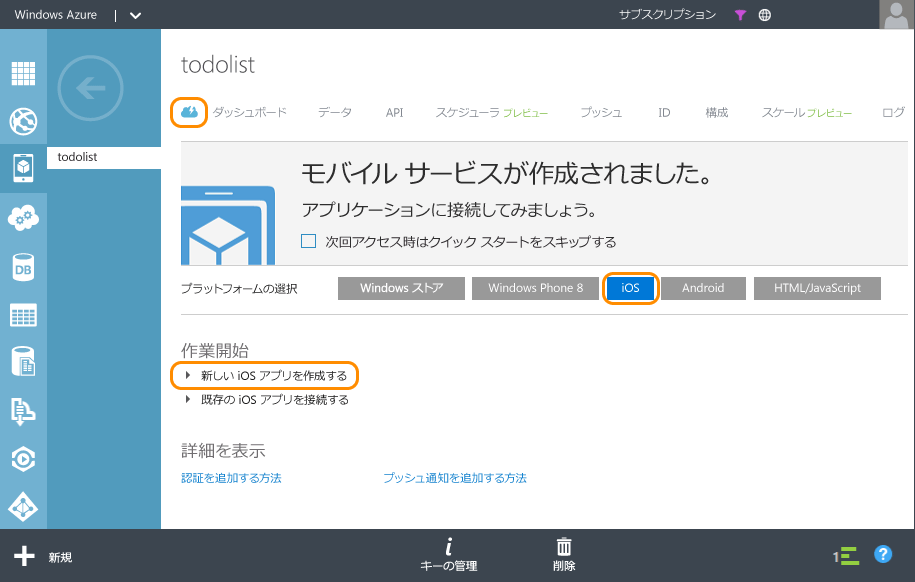 Windows Azure | サブスクリプション
todolist
todolist
ダッシュボード データ API スケジューラ プレビュー プッシュ ID 構成 スケール プレビュー ログ
モバイル サービスが作成されました。
アプリケーションに接続してみましょう。
次回アクセス時はクイック スタートをスキップする
プラットフォームの選択 Windows ストア Windows Phone 8 iOS Android HTML/JavaScript
作業開始
新しい iOS アプリを作成する
既存の iOS アプリを接続する
詳細を表示
認証を追加する方法 プッシュ通知を追加する方法
DB
新規 キーの管理 削除 1 ?